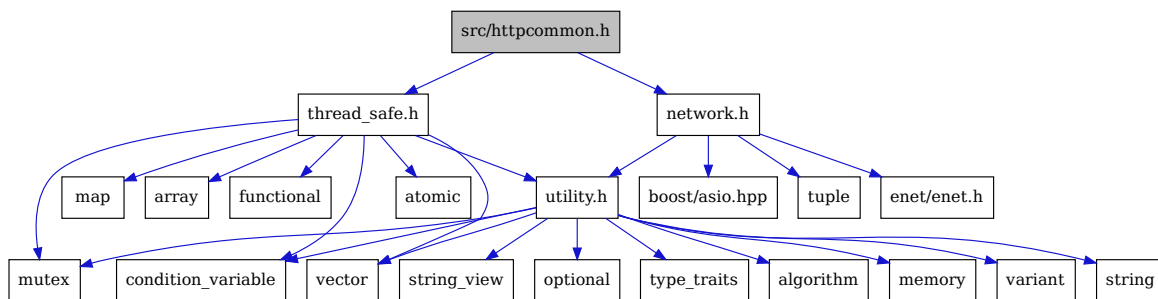 src/httpcommon.h
thread_safe.h
network.h
map
array
functional
atomic
utility.h
boost/asio.hpp
tuple
enet/enet.h
mutex
condition_variable
vector
string_view
optional
type_traits
algorithm
memory
variant
string